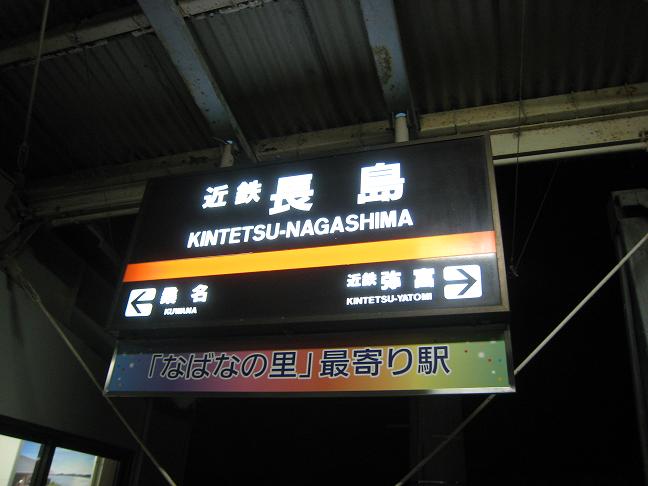 近鉄 長島
KINTETSU-NAGASHIMA
← 桑名 近鉄 弥富 →
KUWANA KINTETSU-YATOMI
「なばなの里」最寄り駅